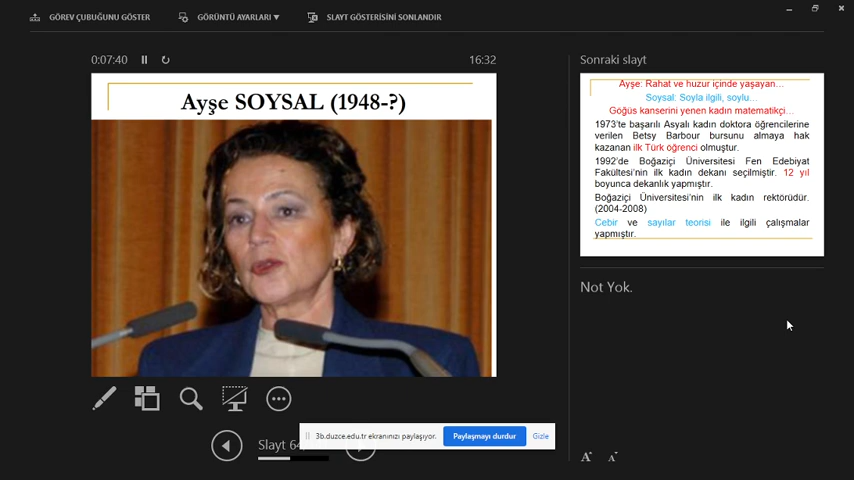 GÖREV ÇUBUĞUNU GÖSTER
GÖRÜNTÜ AYARLARI ▼
SLAYT GÖSTERİSİNİ SONLANDIR
0:07:40
16:32
Ayşe SOYSAL (1948-?)
Sonraki slayt
Ayşe: Rahat ve huzur içinde yaşayan…
Soysal: Soyla ilgili, soylu…
Göğüs kanserini yenen kadın matematikçi…
1973'te başarılı Asyalı kadın doktora öğrencilerine
verilen Betsy Barbour bursunu almaya hak
kazanan ilk Türk öğrenci olmuştur.
1992'de Boğaziçi Üniversitesi Fen Edebiyat
Fakültesi'nin ilk kadın dekanı seçilmiştir. 12 yıl
boyunca dekanlık yapmıştır.
Boğaziçi Üniversitesi'nin ilk kadın rektörüdür.
(2004-2008)
Cebir ve sayılar teorisi ile ilgili çalışmalar
yapmıştır.
Not Yok.
3b.duzce.edu.tr ekranınızı paylaşıyor.
Paylaşmayı durdur
Gizle
Slayt
A A